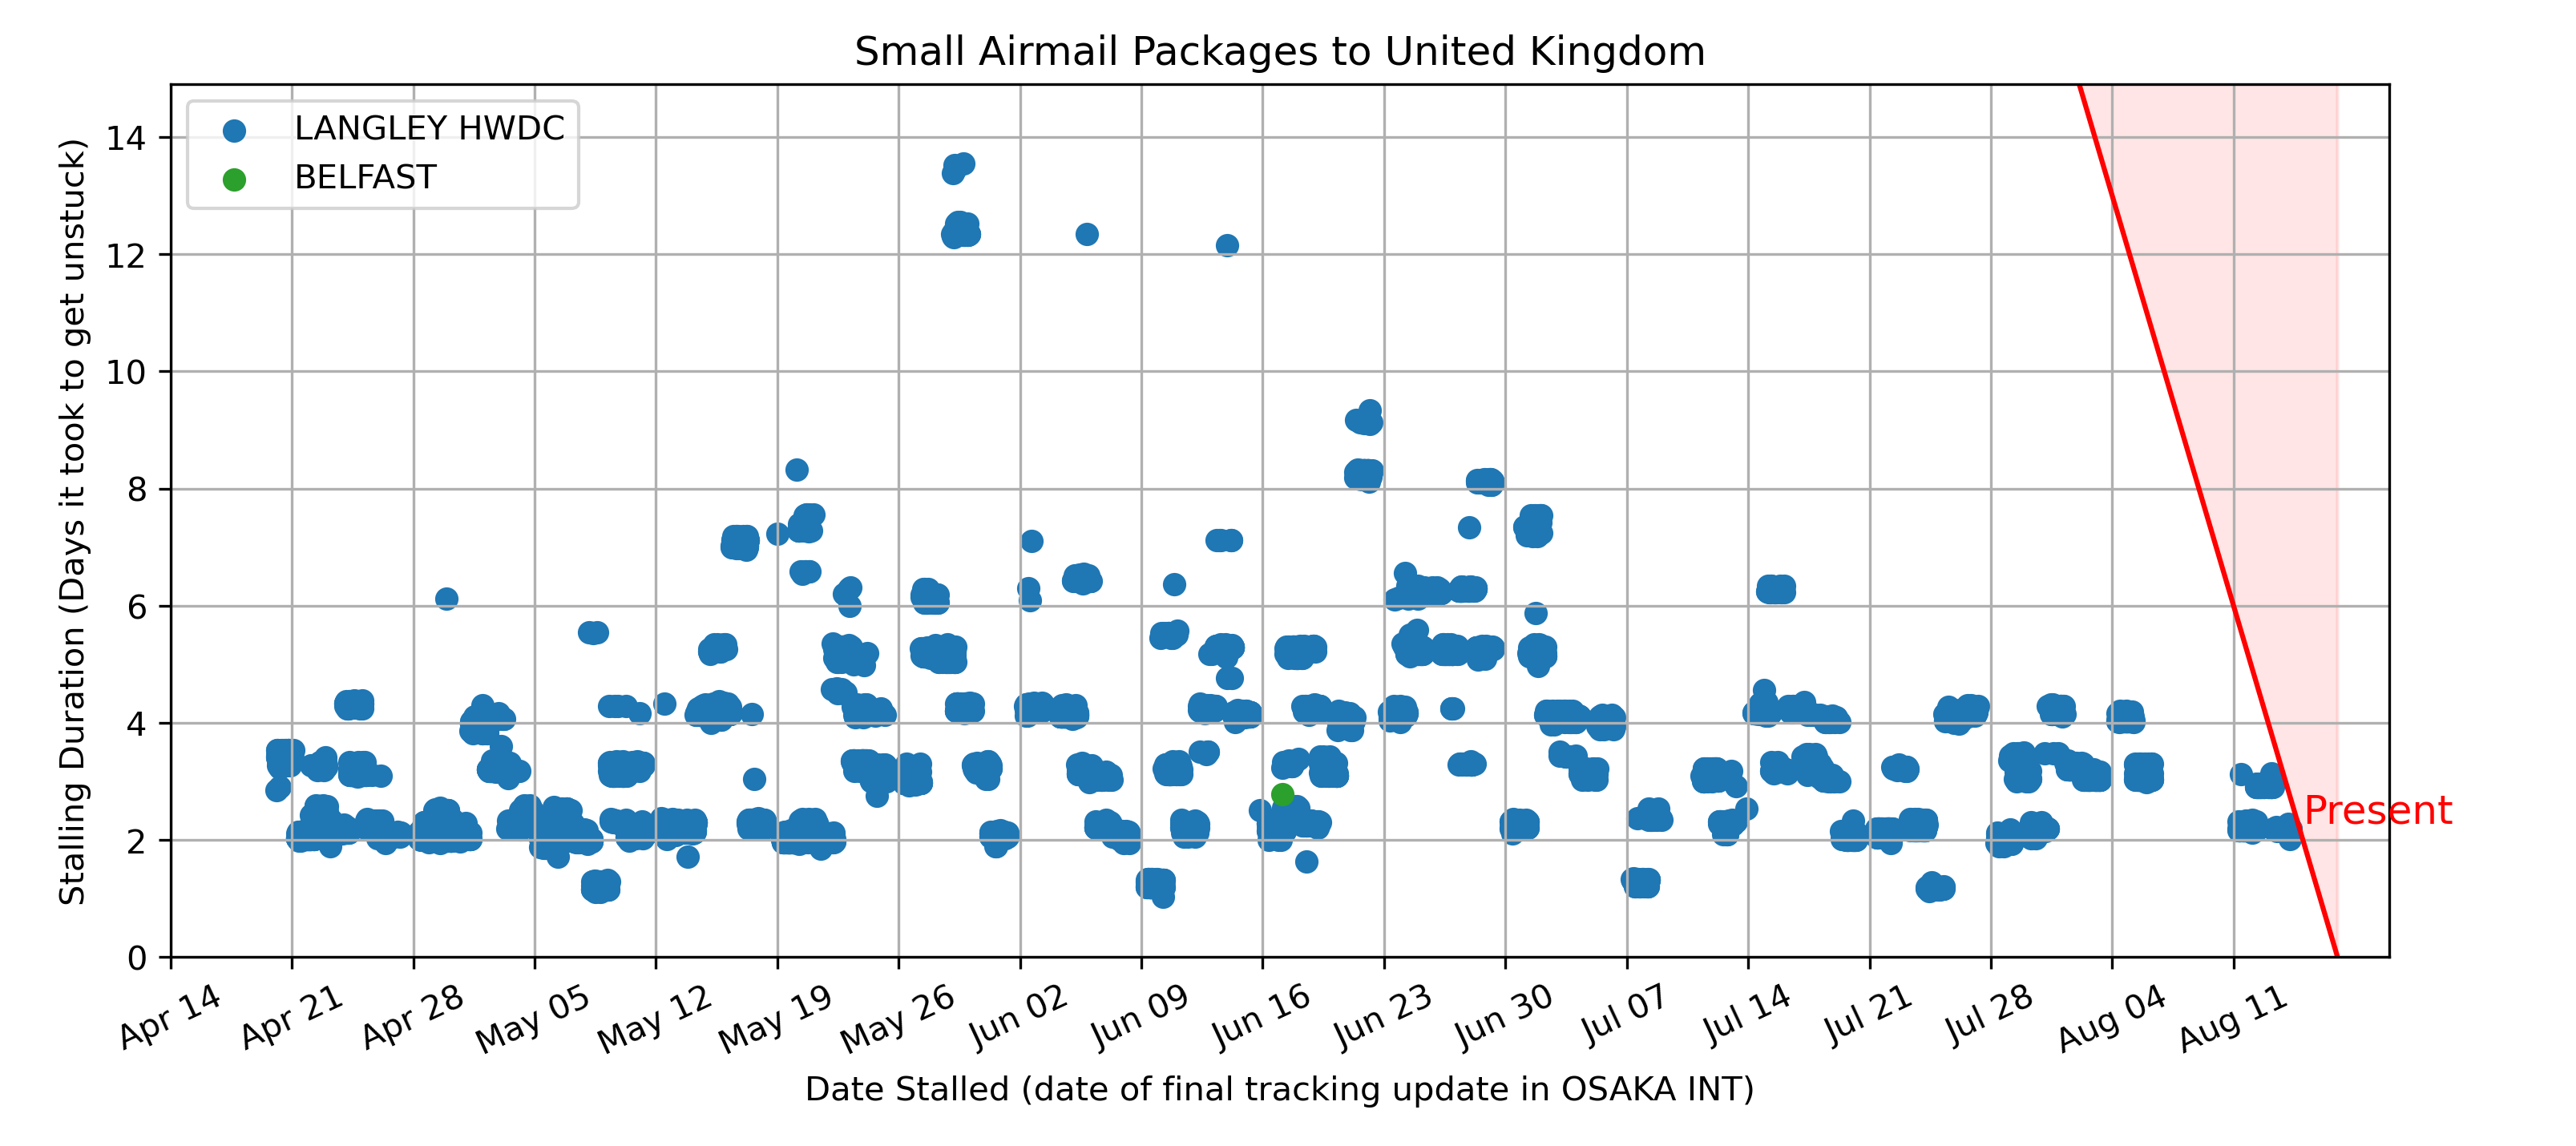 Small Airmail Packages to United Kingdom
LANGLEY HWDC
BELFAST
Stalling Duration (Days it took to get unstuck)
14
12
10
8
6
4
2
0
Present
Apr 14
Apr 21
Apr 28
May 05
May 12
May 19
May 26
Jun 02
Jun 09
Jun 16
Jun 23
Jun 30
Jul 07
Jul 14
Jul 21
Jul 28
Aug 04
Aug 11
Date Stalled (date of final tracking update in OSAKA INT)